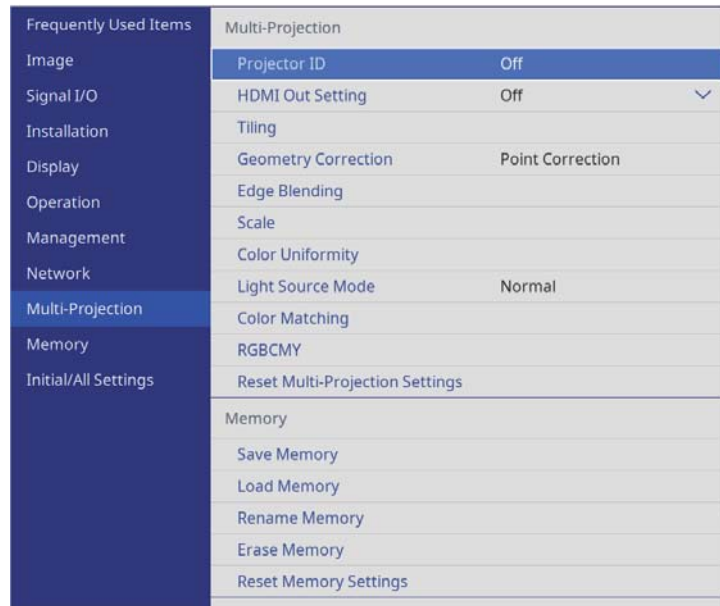 Frequently Used Items
Image
Signal I/O
Installation
Display
Operation
Management
Network
Multi-Projection
Memory
Initial/All Settings
Multi-Projection
Projector ID Off
HDMI Out Setting Off
Tiling
Geometry Correction Point Correction
Edge Blending
Scale
Color Uniformity
Light Source Mode Normal
Color Matching
RGBCMY
Reset Multi-Projection Settings
Memory
Save Memory
Load Memory
Rename Memory
Erase Memory
Reset Memory Settings